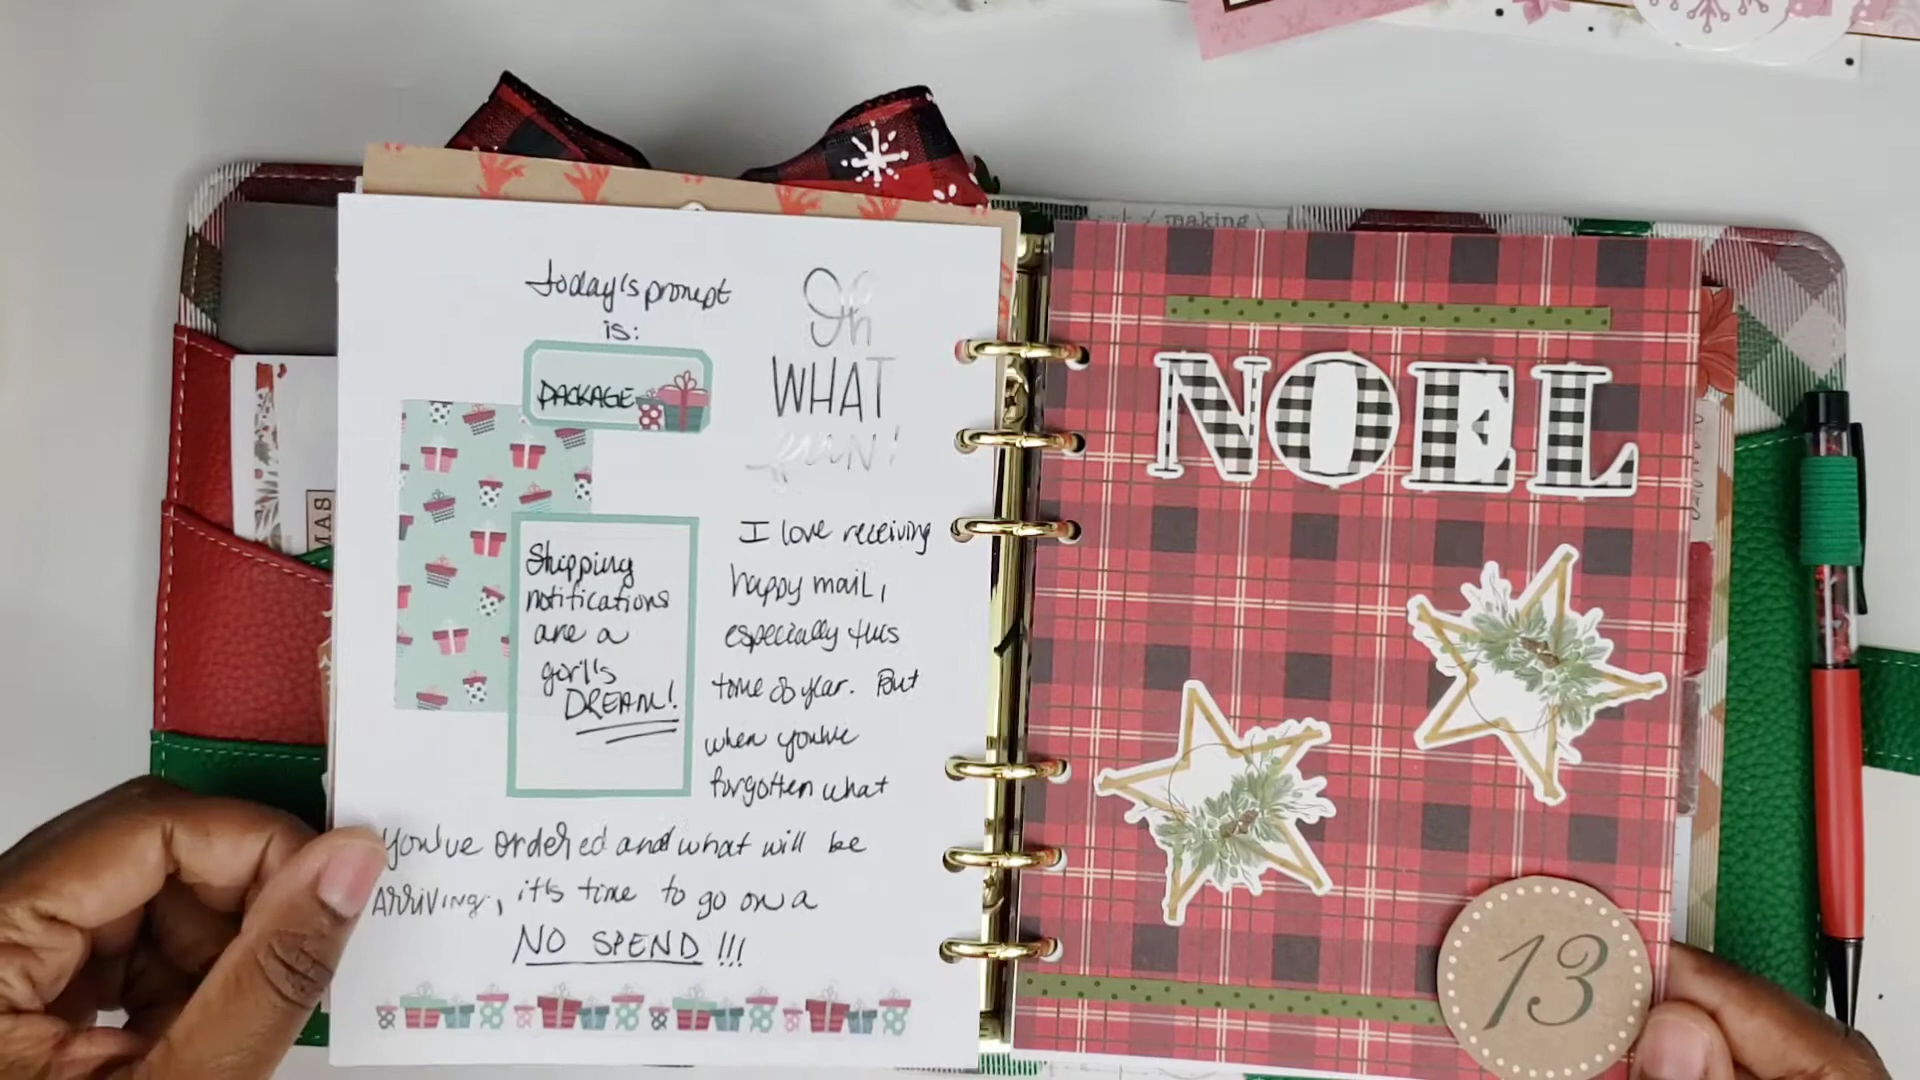 making
Today's prompt
is:
PACKAGE
Oh
WHAT
FUN!
Shipping
notifications
are a
girl's
DREAM!
I love receiving
happy mail,
especially this
time of year. But
when you've
forgotten what
you've ordered and what will be
arriving, it's time to go on a
NO SPEND!!!
MAS
NOEL
13